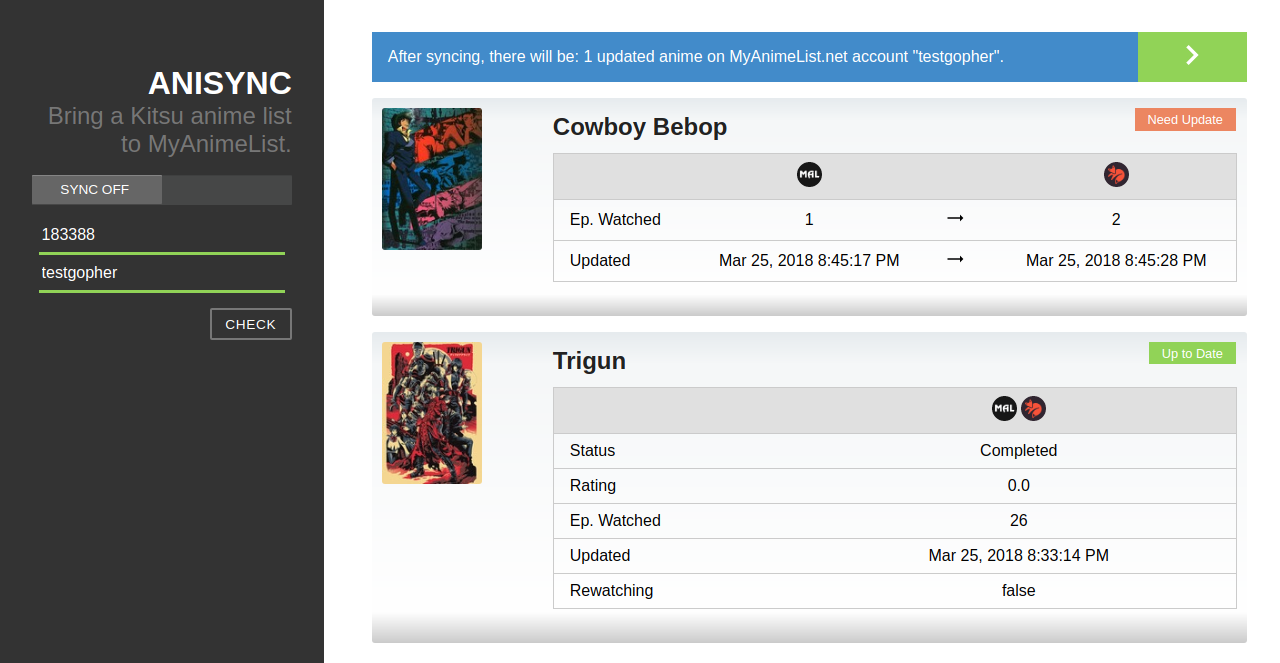 ANISYNC
Bring a Kitsu anime list
to MyAnimeList.
SYNC OFF
183388
testgopher
CHECK
After syncing, there will be: 1 updated anime on MyAnimeList.net account "testgopher".
Cowboy Bebop
Need Update
MAL
Ep. Watched 1 → 2
Updated Mar 25, 2018 8:45:17 PM → Mar 25, 2018 8:45:28 PM
TRIGUN
Trigun
Up to Date
MAL
Status Completed
Rating 0.0
Ep. Watched 26
Updated Mar 25, 2018 8:33:14 PM
Rewatching false